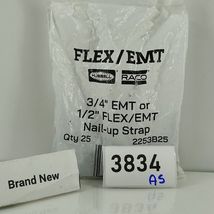 FLEX/EMT
HUBBELL RACO
3/4" EMT or
1/2" FLEX/EMT
Nail-up Strap
Qty 25 2253B25
3834
AS
Brand New